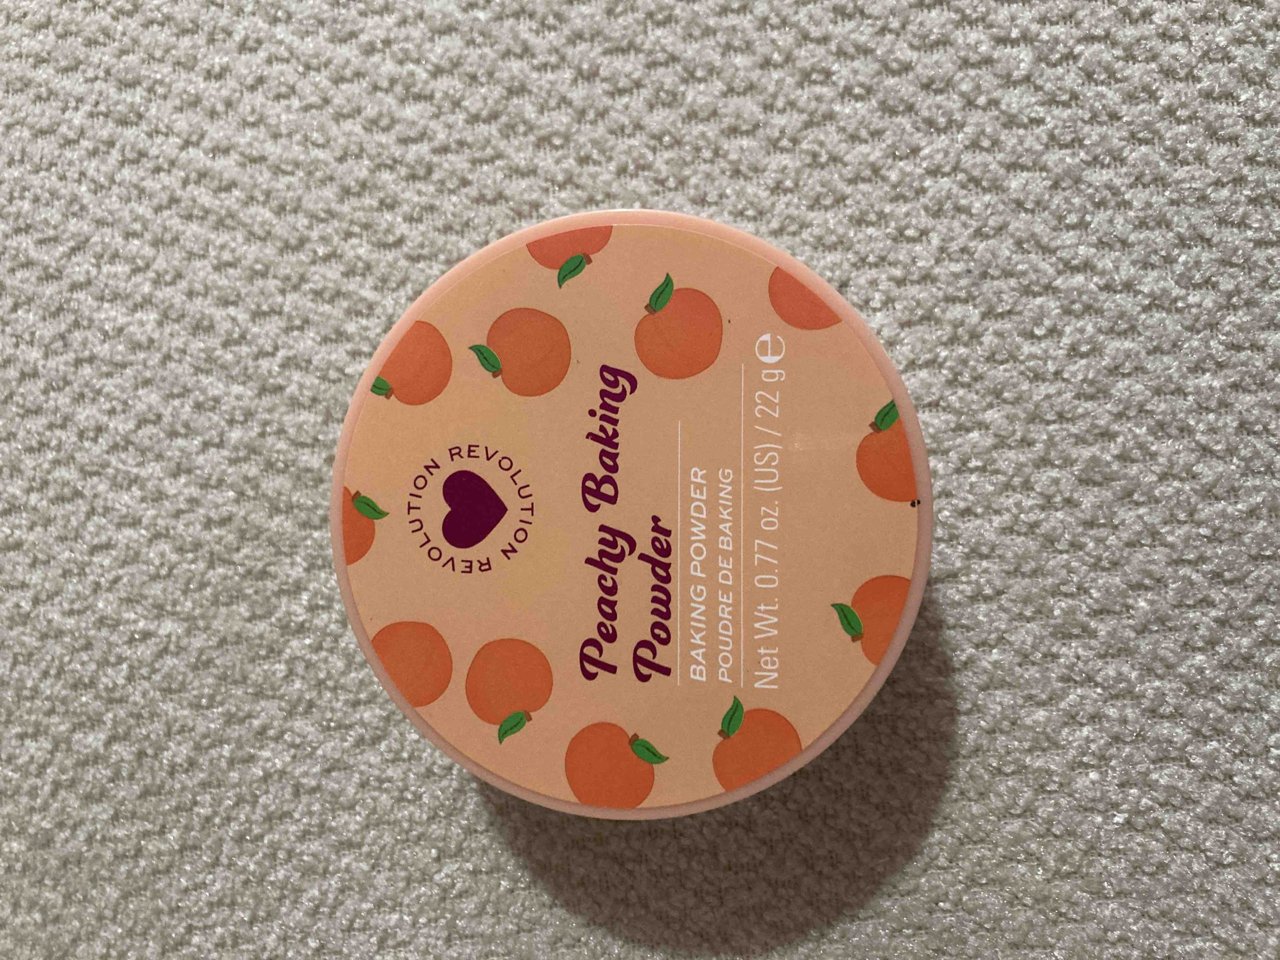 REVOLUTION REVOLUTION
Peachy Baking
Powder
BAKING POWDER
POUDRE DE BAKING
Net Wt. 0.77 oz. (US) / 22 g ℮